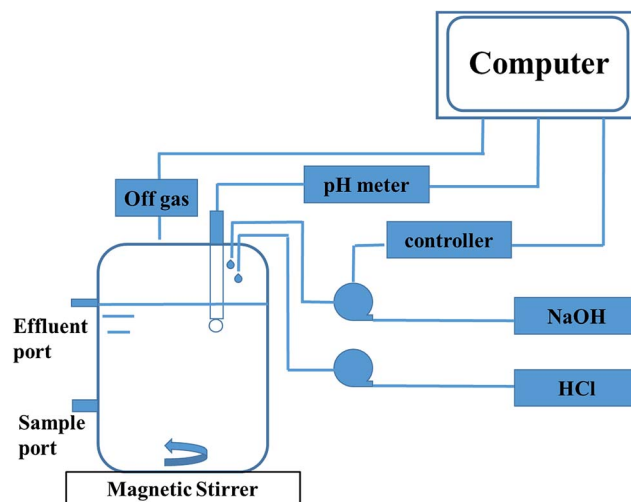 Computer
Off gas
pH meter
controller
Effluent
port
NaOH
HCl
Sample
port
Magnetic Stirrer